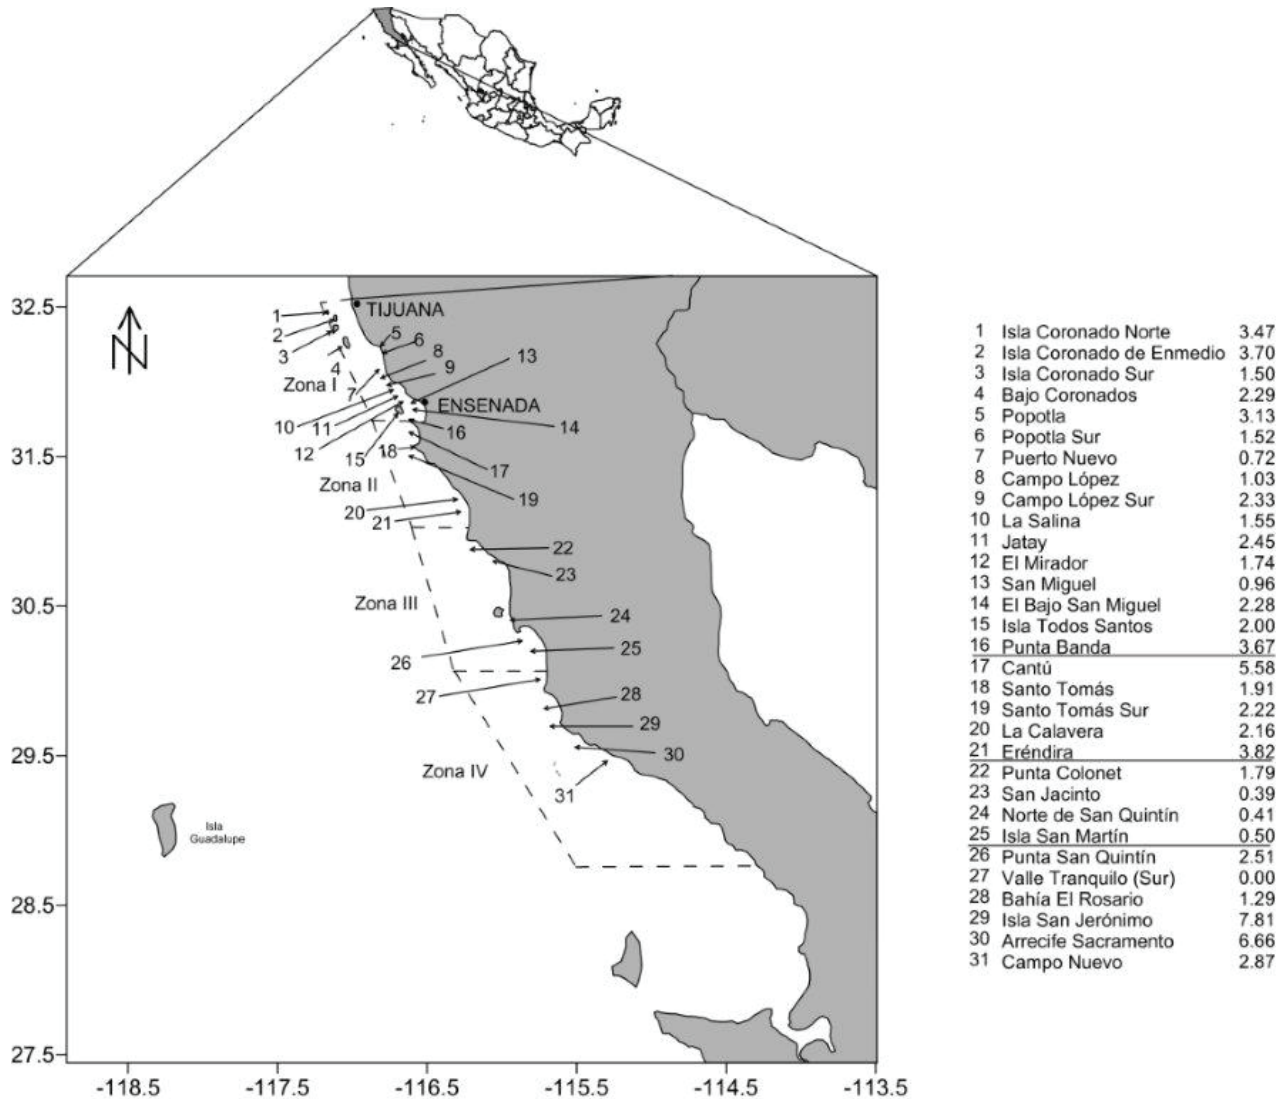 32.5
31.5
30.5
29.5
28.5
27.5
-118.5
-117.5
-116.5
-115.5
-114.5
-113.5
N
TIJUANA
ENSENADA
Zona I
Zona II
Zona III
Zona IV
Isla
Guadalupe
1
2
3
4
5
6
7
8
9
10
11
12
13
14
15
16
17
18
19
20
21
22
23
24
25
26
27
28
29
30
31
1 Isla Coronado Norte 3.47
2 Isla Coronado de Enmedio 3.70
3 Isla Coronado Sur 1.50
4 Bajo Coronados 2.29
5 Popotla 3.13
6 Popotla Sur 1.52
7 Puerto Nuevo 0.72
8 Campo López 1.03
9 Campo López Sur 2.33
10 La Salina 1.55
11 Jatay 2.45
12 El Mirador 1.74
13 San Miguel 0.96
14 El Bajo San Miguel 2.28
15 Isla Todos Santos 2.00
16 Punta Banda 3.67
17 Cantú 5.58
18 Santo Tomás 1.91
19 Santo Tomás Sur 2.22
20 La Calavera 2.16
21 Eréndira 3.82
22 Punta Colonet 1.79
23 San Jacinto 0.39
24 Norte de San Quintín 0.41
25 Isla San Martín 0.50
26 Punta San Quintín 2.51
27 Valle Tranquilo (Sur) 0.00
28 Bahía El Rosario 1.29
29 Isla San Jerónimo 7.81
30 Arrecife Sacramento 6.66
31 Campo Nuevo 2.87